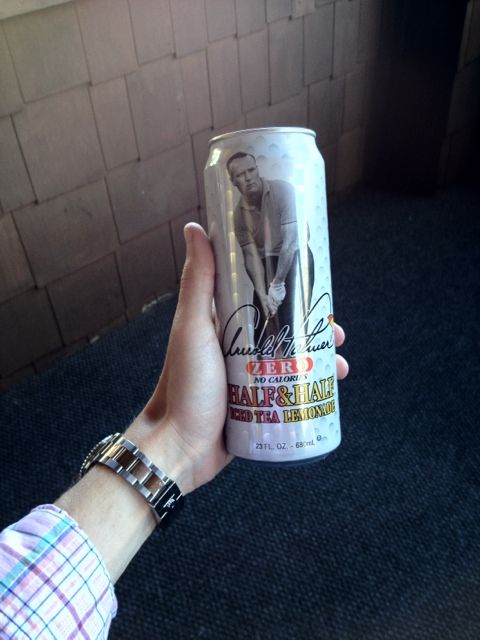 Arnold Palmer
ZERO
NO CALORIES
HALF & HALF
ICED TEA LEMONADE
23 FL. OZ. - 680mL